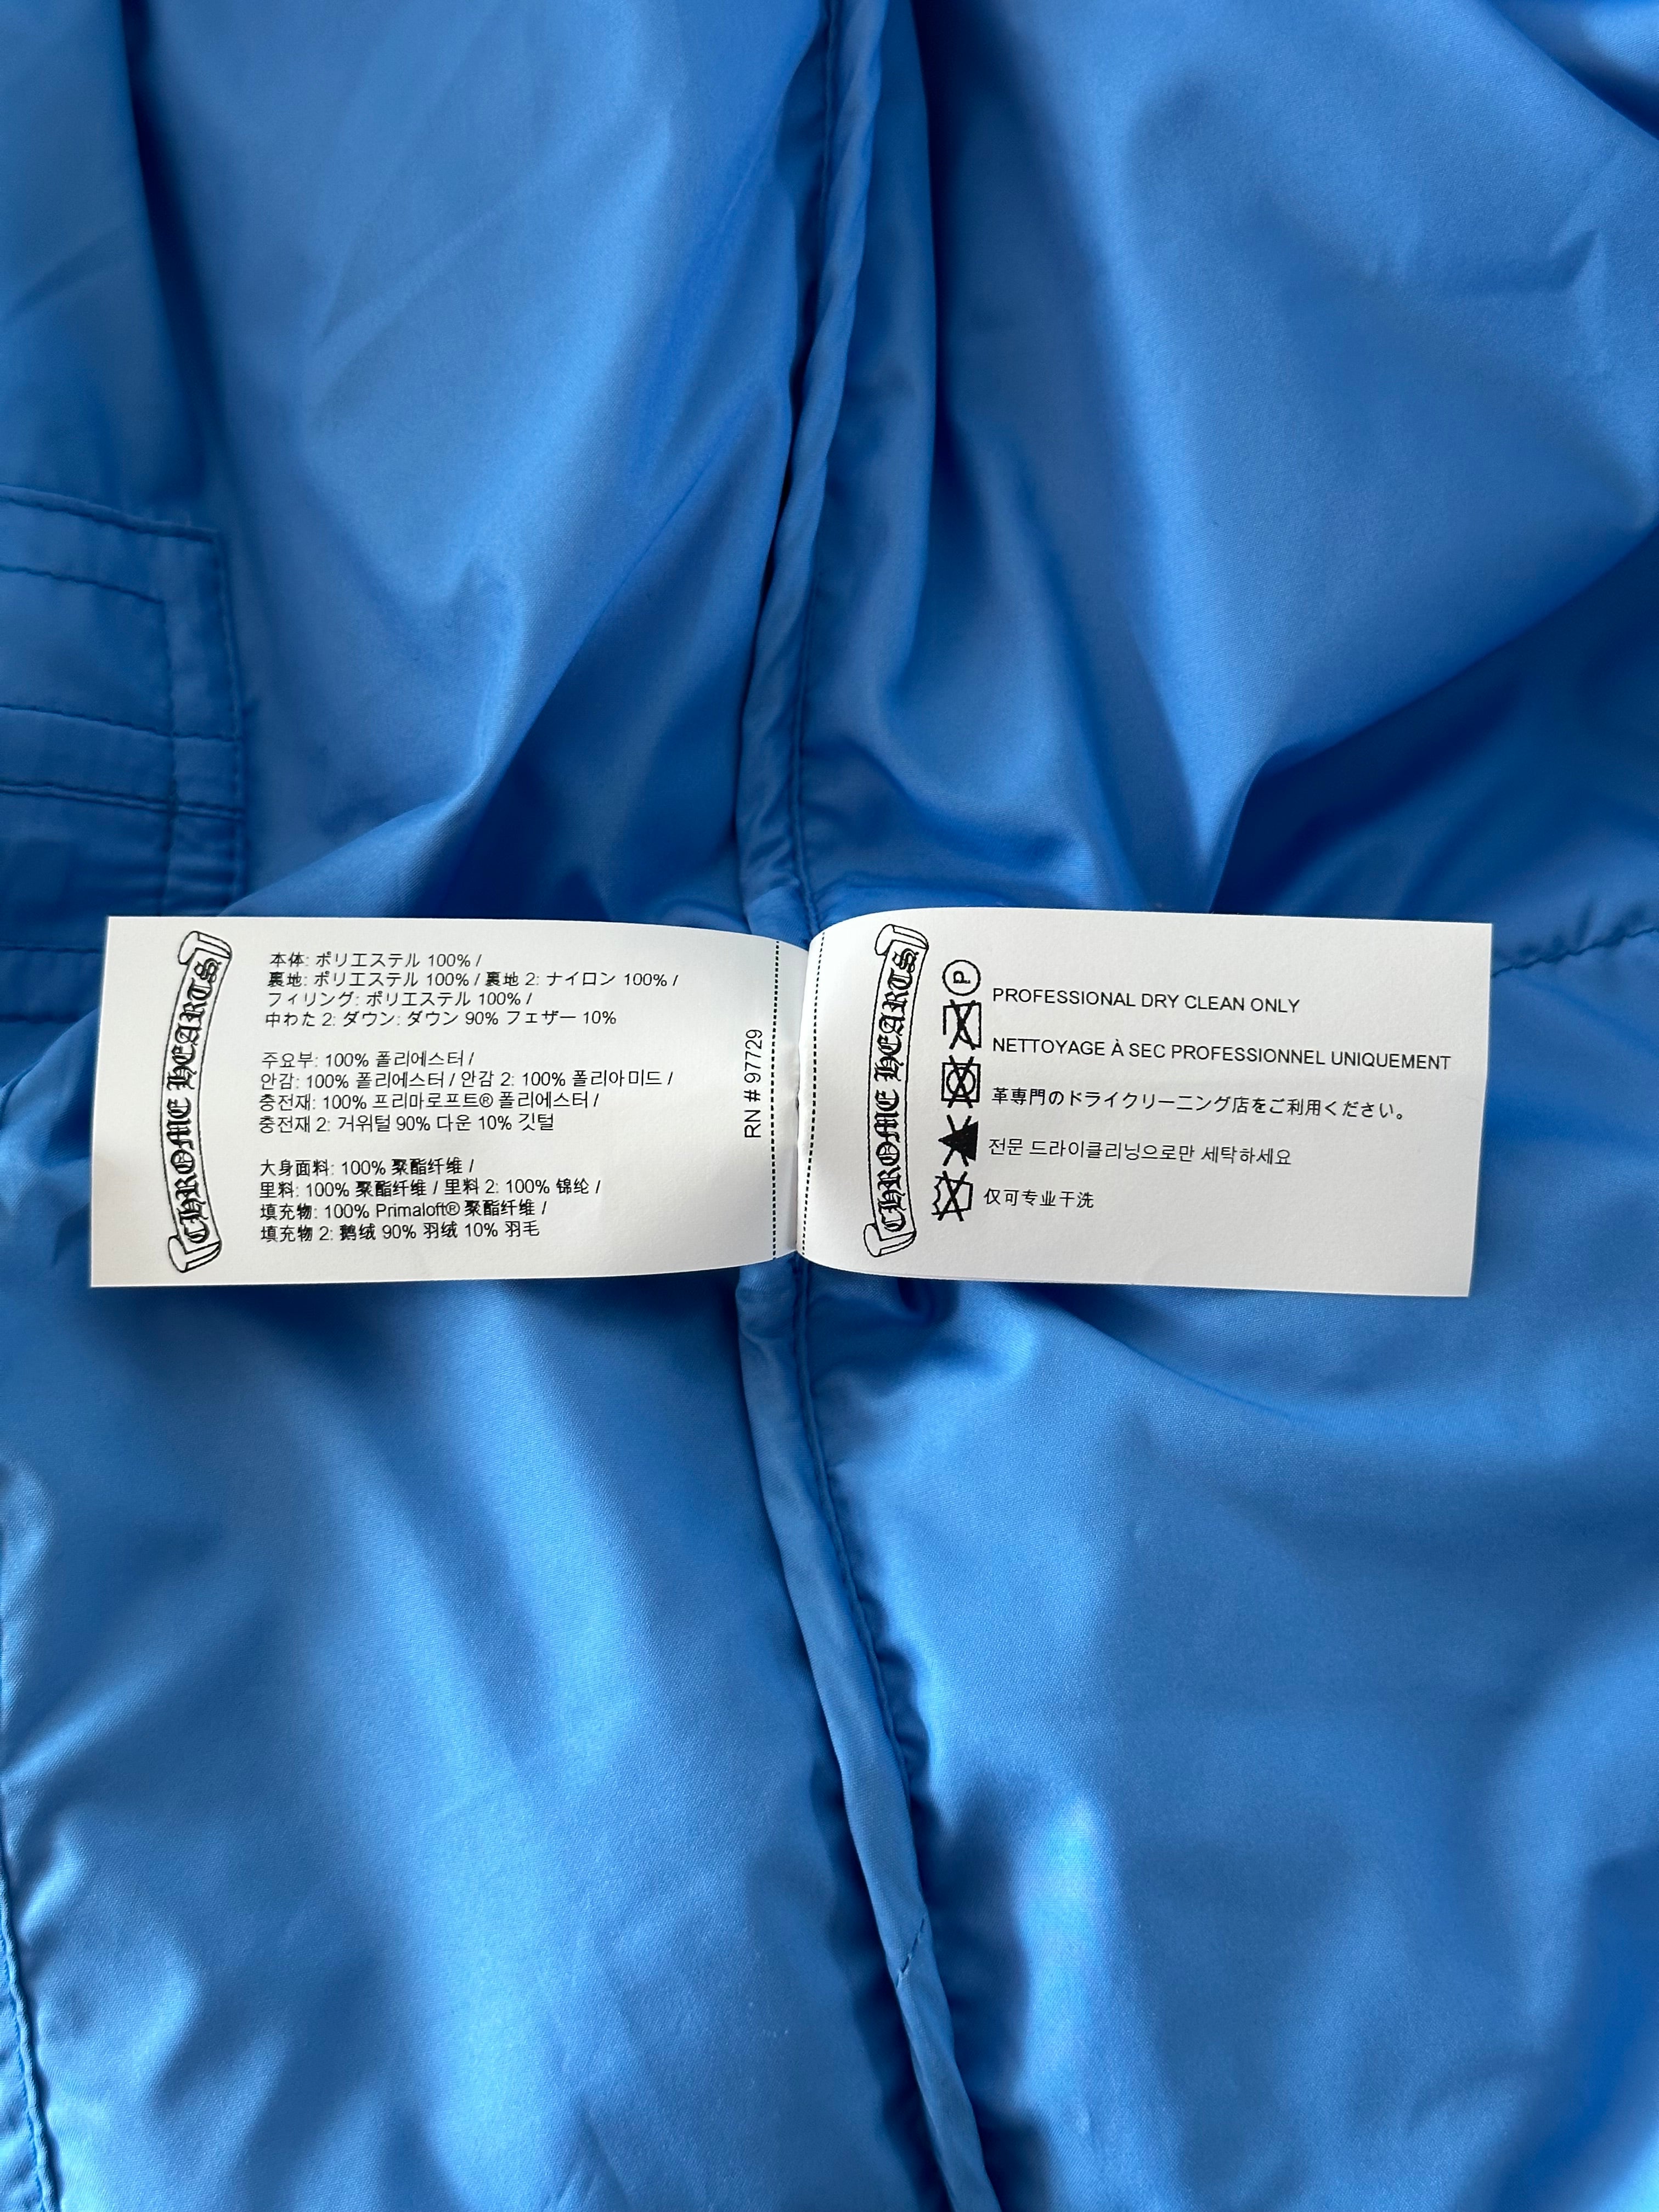 CHROME HEARTS
本体: ポリエステル 100% /
裏地: ポリエステル 100% / 裏地 2: ナイロン 100% /
フィリング: ポリエステル 100% /
中わた 2: ダウン: ダウン 90% フェザー 10%
주요부: 100% 폴리에스터 /
안감: 100% 폴리에스터 / 안감 2: 100% 폴리아미드 /
충전재: 100% 프리마로프트® 폴리에스터 /
충전재 2: 거위털 90% 다운 10% 깃털
大身面料: 100% 聚酯纤维 /
里料: 100% 聚酯纤维 / 里料 2: 100% 锦纶 /
填充物: 100% Primaloft® 聚酯纤维 /
填充物 2: 鹅绒 90% 羽绒 10% 羽毛
RN # 97729
CHROME HEARTS
P
PROFESSIONAL DRY CLEAN ONLY
NETTOYAGE À SEC PROFESSIONNEL UNIQUEMENT
革専門のドライクリーニング店をご利用ください。
전문 드라이클리닝으로만 세탁하세요
仅可专业干洗